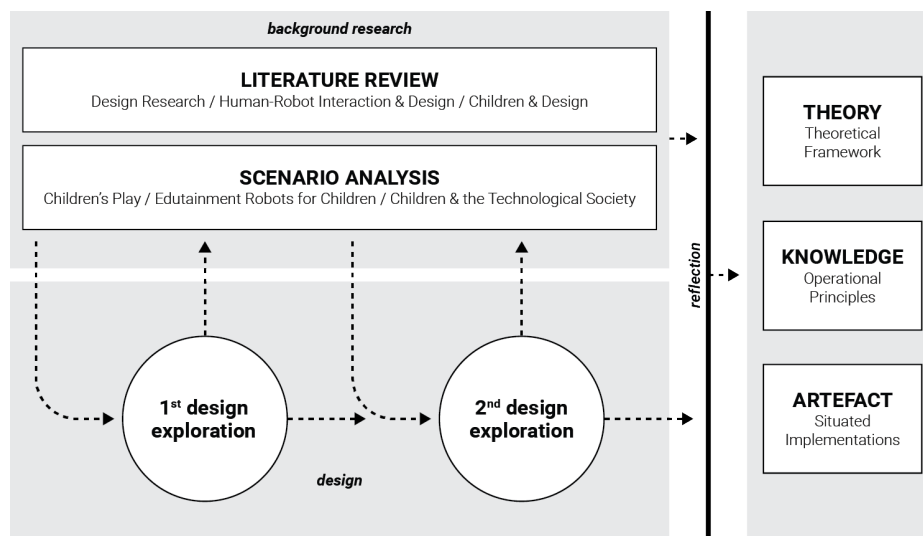 background research
LITERATURE REVIEW
Design Research / Human-Robot Interaction & Design / Children & Design
SCENARIO ANALYSIS
Children's Play / Edutainment Robots for Children / Children & the Technological Society
1st design
exploration
2nd design
exploration
design
reflection
THEORY
Theoretical
Framework
KNOWLEDGE
Operational
Principles
ARTEFACT
Situated
Implementations